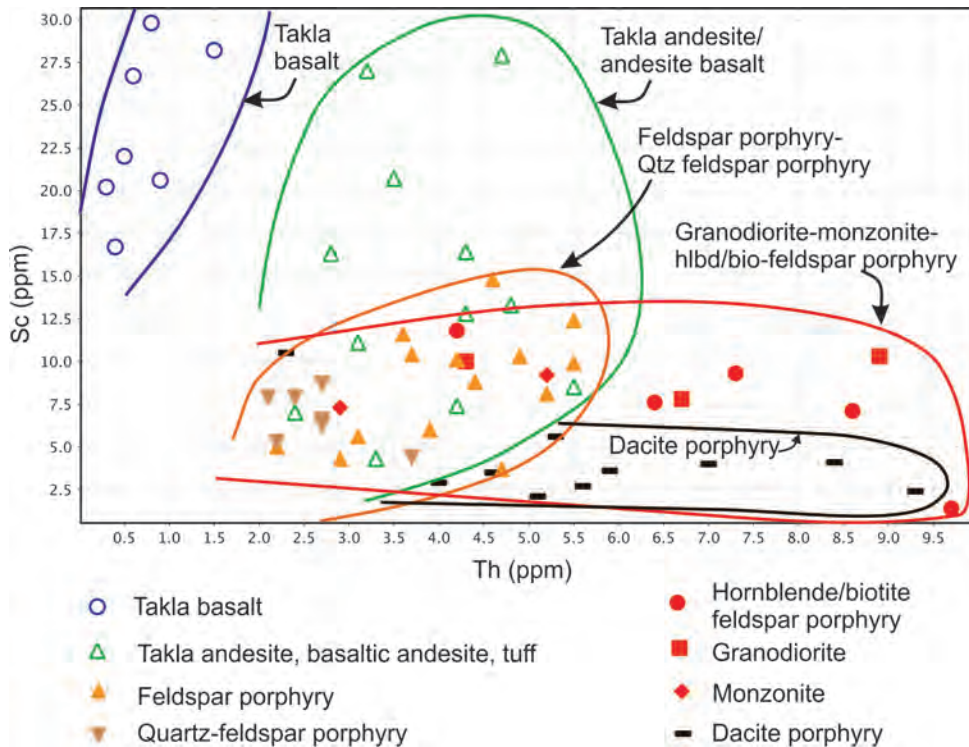 Takla
basalt
Takla andesite/
andesite basalt
Feldspar porphyry-
Qtz feldspar porphyry
Granodiorite-monzonite-
hlbd/bio-feldspar porphyry
Dacite porphyry
Sc (ppm)
30.0
27.5
25.0
22.5
20.0
17.5
15.0
12.5
10.0
7.5
5.0
2.5
0.5 1.0 1.5 2.0 2.5 3.0 3.5 4.0 4.5 5.0 5.5 6.0 6.5 7.0 7.5 8.0 8.5 9.0 9.5
Th (ppm)
Takla basalt
Takla andesite, basaltic andesite, tuff
Feldspar porphyry
Quartz-feldspar porphyry
Hornblende/biotite
feldspar porphyry
Granodiorite
Monzonite
Dacite porphyry